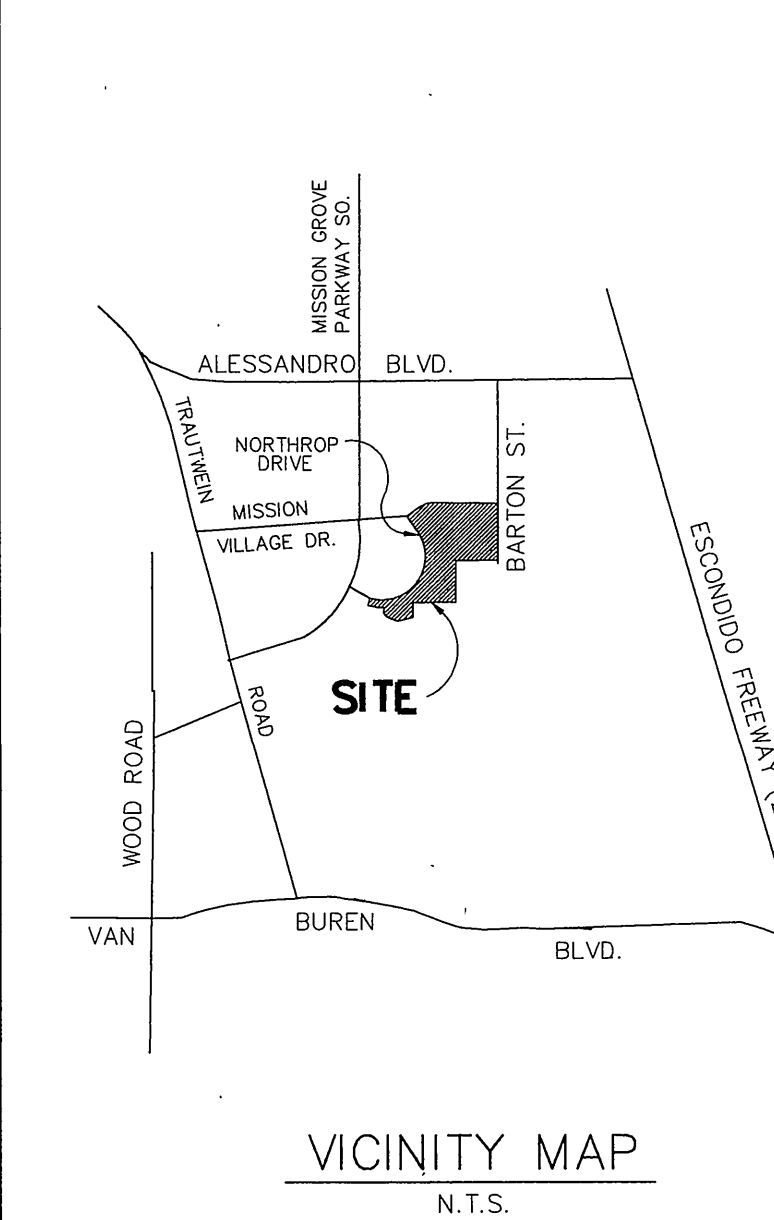 MISSION GROVE
PARKWAY SO.
ALESSANDRO BLVD.
TRAUTWEIN
NORTHROP
DRIVE
BARTON ST.
MISSION
VILLAGE DR.
ESCONDIDO FREEWAY
SITE
ROAD
WOOD ROAD
VAN BUREN BLVD.
VICINITY MAP
N.T.S.